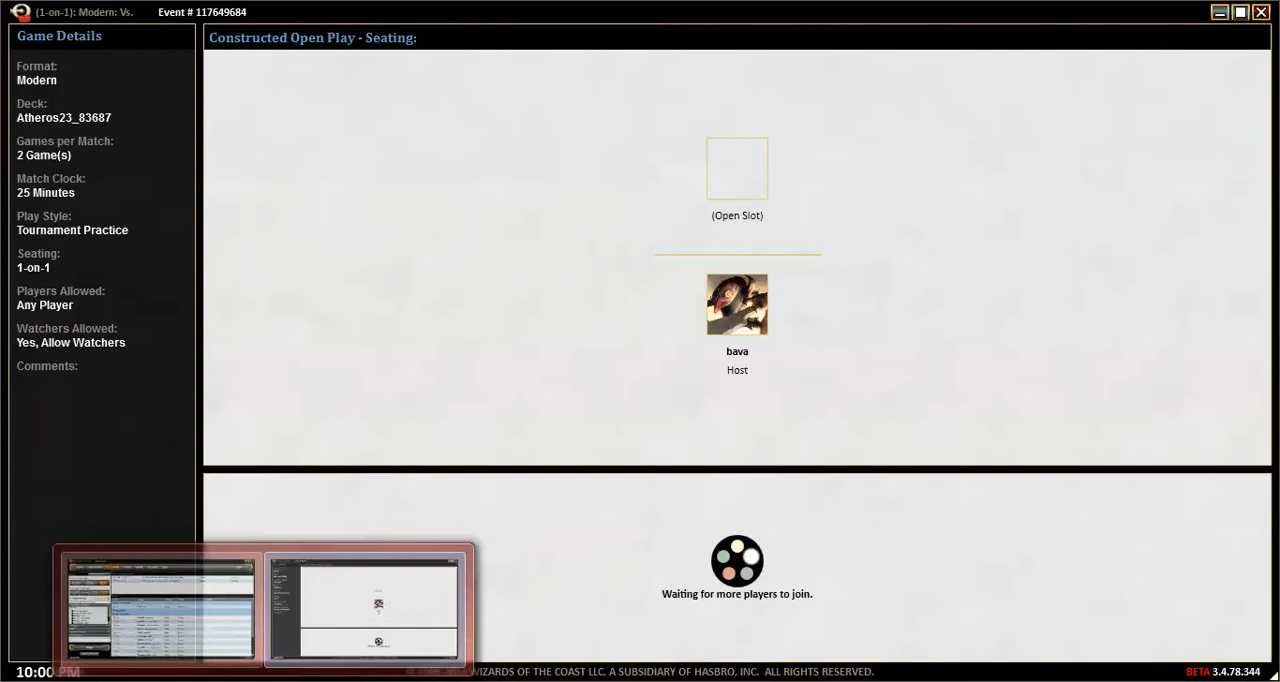 (1-on-1): Modern: Vs. Event # 117649684
Game Details
Format:
Modern
Deck:
Atheros23_83687
Games per Match:
2 Game(s)
Match Clock:
25 Minutes
Play Style:
Tournament Practice
Seating:
1-on-1
Players Allowed:
Any Player
Watchers Allowed:
Yes, Allow Watchers
Comments:
Constructed Open Play - Seating:
(Open Slot)
bava
Host
Waiting for more players to join.
10:00 PM
WIZARDS OF THE COAST LLC, A SUBSIDIARY OF HASBRO, INC. ALL RIGHTS RESERVED.
BETA 3.4.78.344